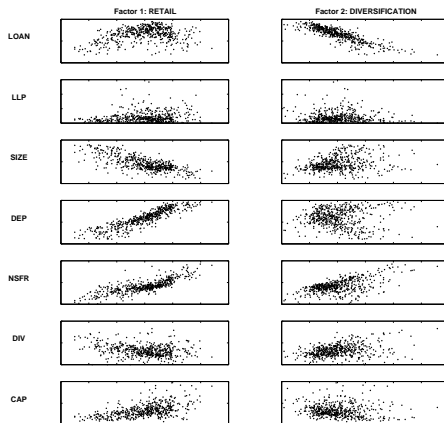 Factor 1: RETAIL
Factor 2: DIVERSIFICATION
LOAN
LLP
SIZE
DEP
NSFR
DIV
CAP